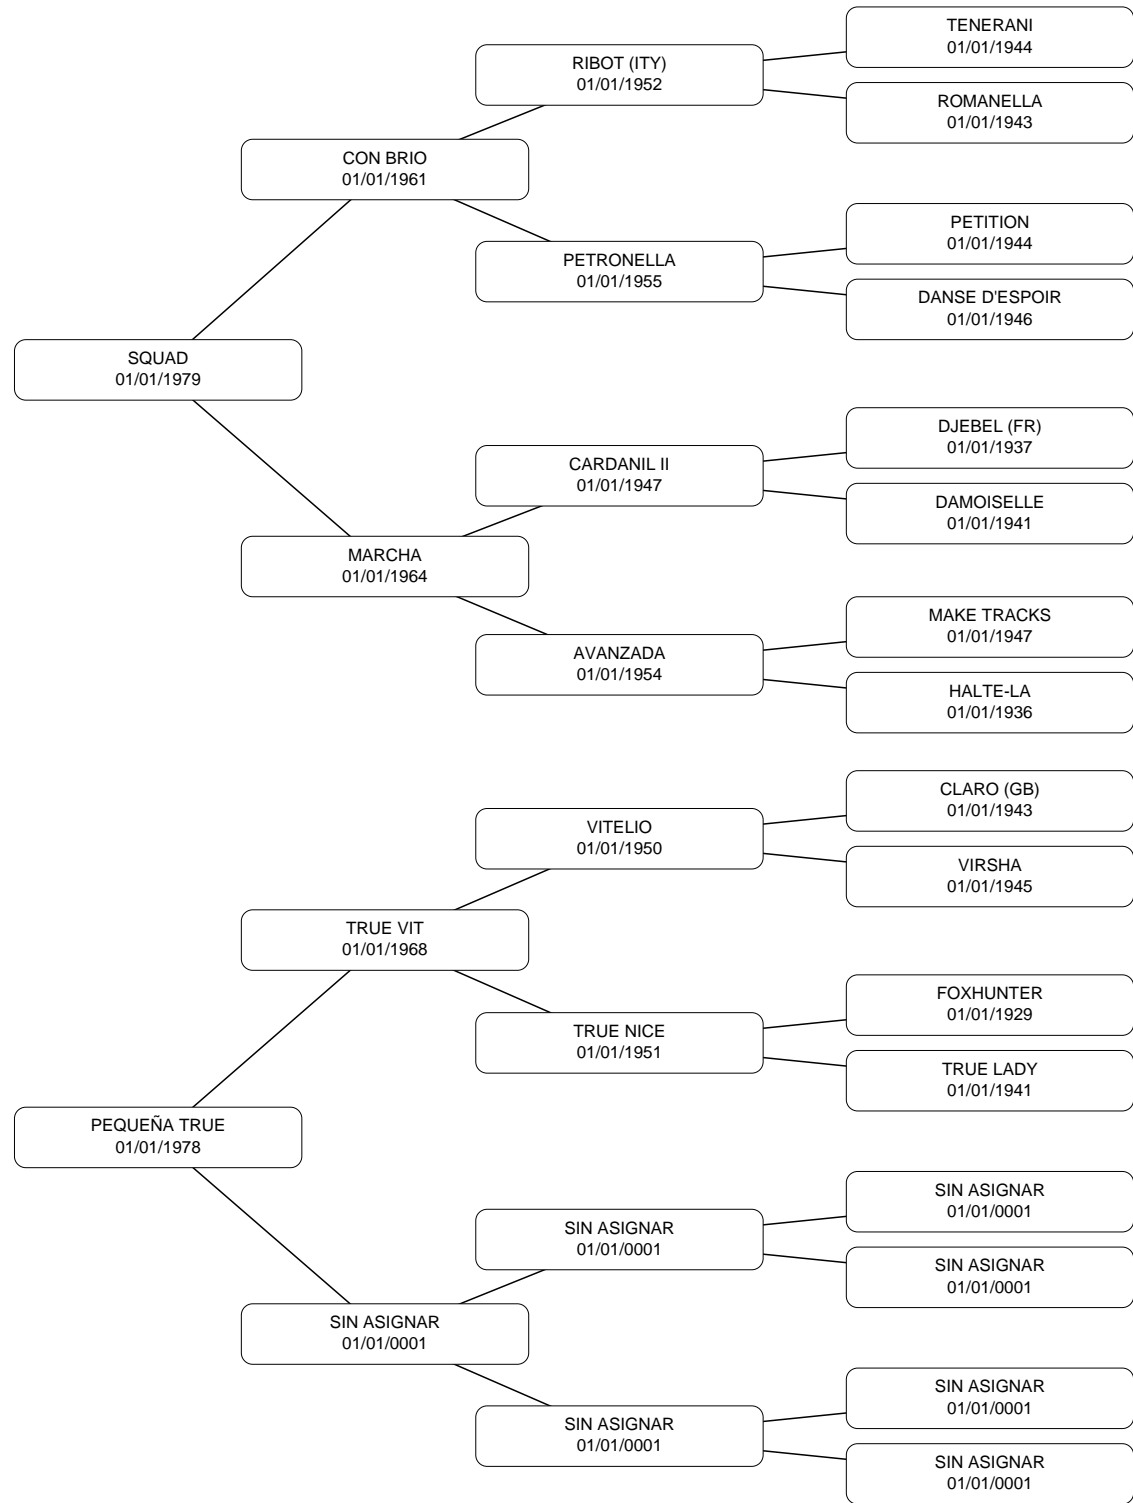 TENERANI
01/01/1944
RIBOT (ITY)
01/01/1952
ROMANELLA
01/01/1943
CON BRIO
01/01/1961
PETITION
01/01/1944
PETRONELLA
01/01/1955
DANSE D'ESPOIR
01/01/1946
SQUAD
01/01/1979
DJEBEL (FR)
01/01/1937
CARDANIL II
01/01/1947
DAMOISELLE
01/01/1941
MARCHA
01/01/1964
MAKE TRACKS
01/01/1947
AVANZADA
01/01/1954
HALTE-LA
01/01/1936
CLARO (GB)
01/01/1943
VITELIO
01/01/1950
VIRSHA
01/01/1945
TRUE VIT
01/01/1968
FOXHUNTER
01/01/1929
TRUE NICE
01/01/1951
TRUE LADY
01/01/1941
PEQUEÑA TRUE
01/01/1978
SIN ASIGNAR
01/01/0001
SIN ASIGNAR
01/01/0001
SIN ASIGNAR
01/01/0001
SIN ASIGNAR
01/01/0001
SIN ASIGNAR
01/01/0001
SIN ASIGNAR
01/01/0001
SIN ASIGNAR
01/01/0001